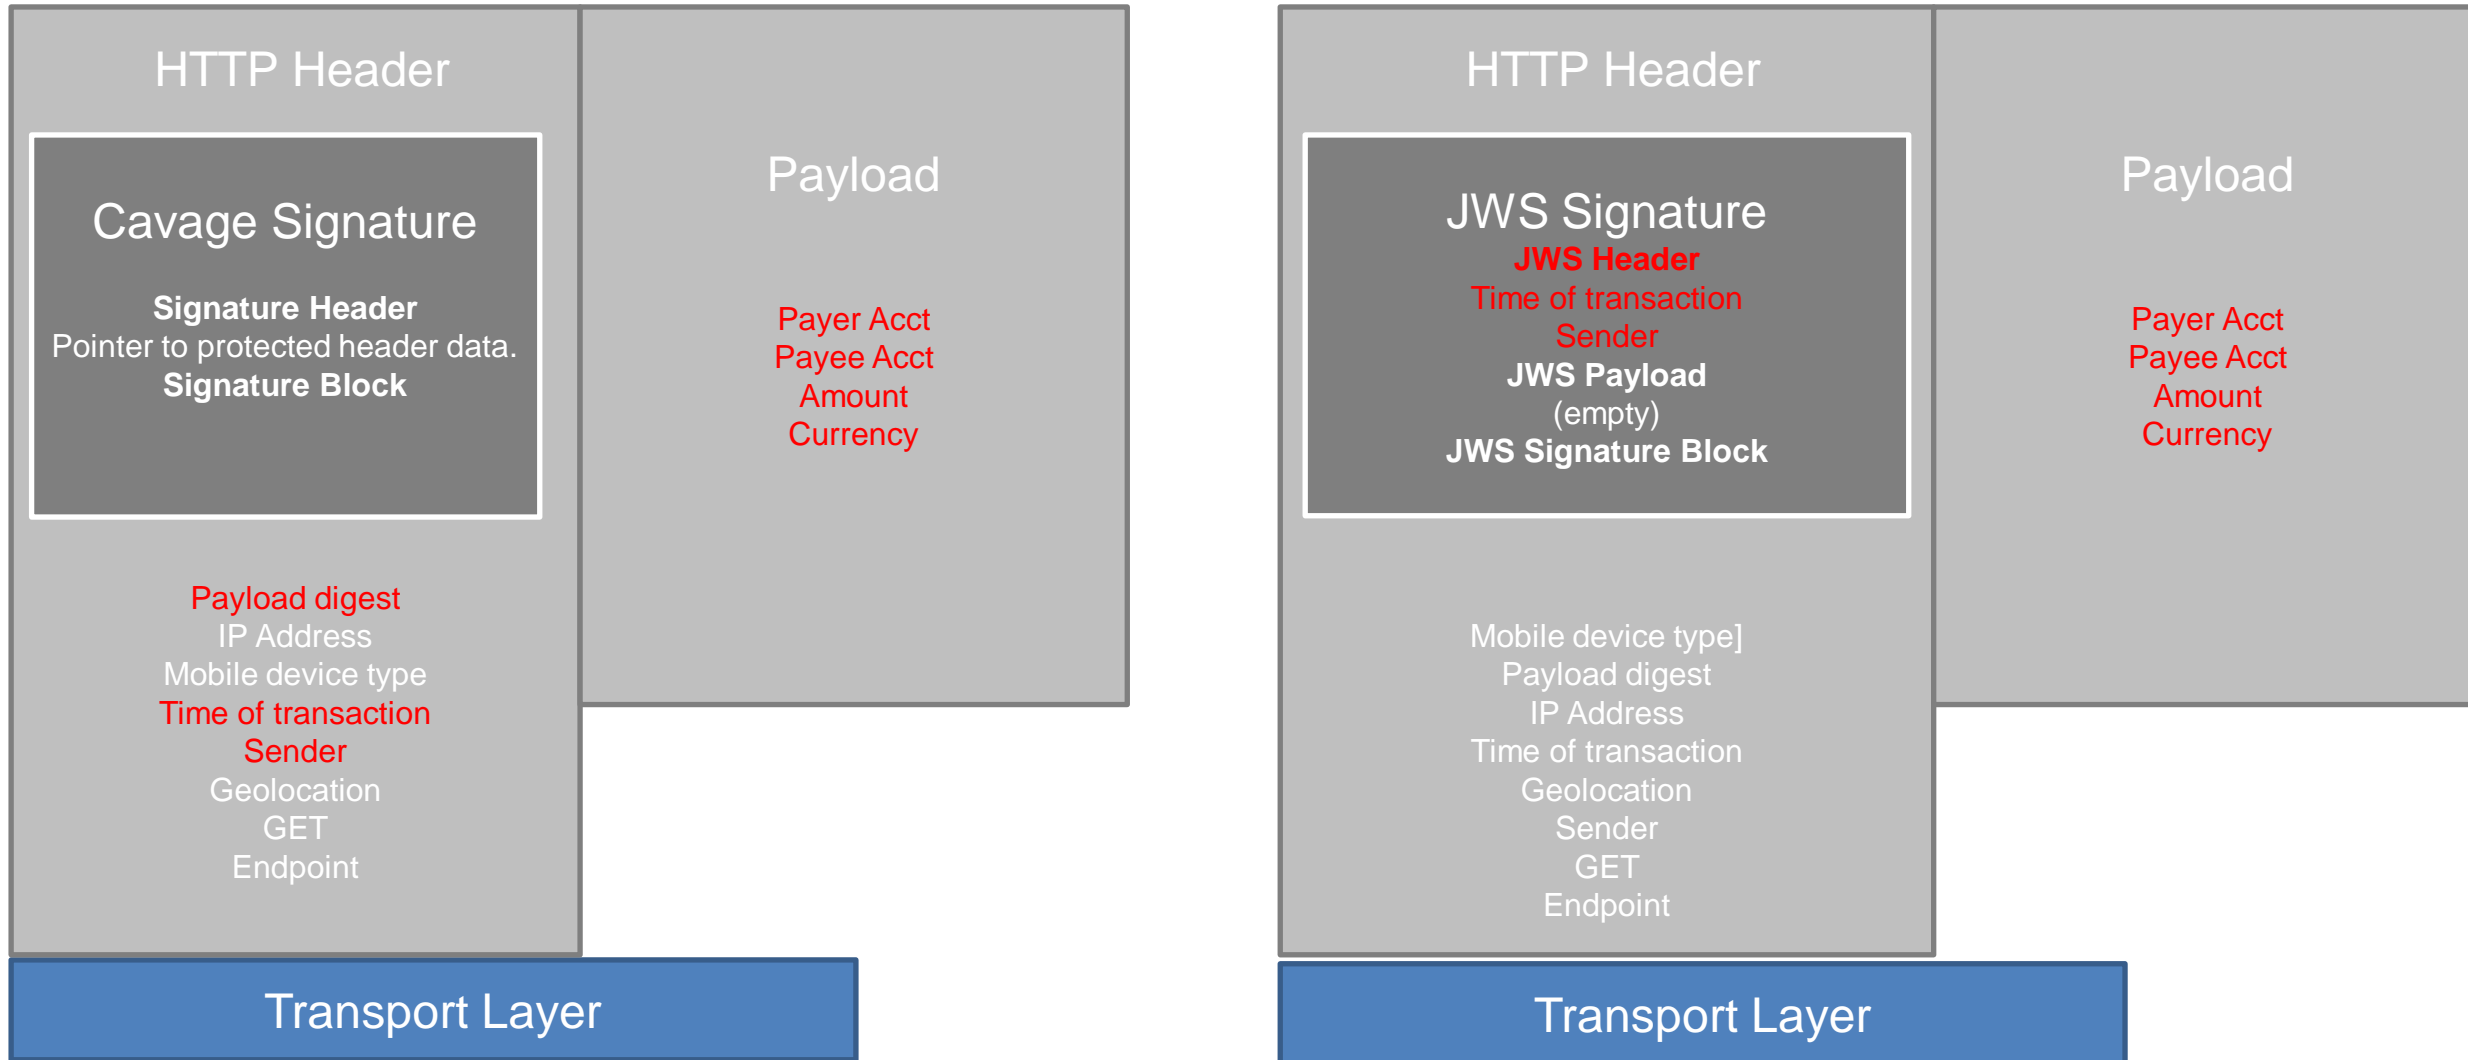 HTTP Header
Cavage Signature
Signature Header
Pointer to protected header data.
Signature Block
Payload digest
IP Address
Mobile device type
Time of transaction
Sender
Geolocation
GET
Endpoint
Payload
Payer Acct
Payee Acct
Amount
Currency
Transport Layer
HTTP Header
JWS Signature
JWS Header
Time of transaction
Sender
JWS Payload
(empty)
JWS Signature Block
Mobile device type]
Payload digest
IP Address
Time of transaction
Geolocation
Sender
GET
Endpoint
Payload
Payer Acct
Payee Acct
Amount
Currency
Transport Layer